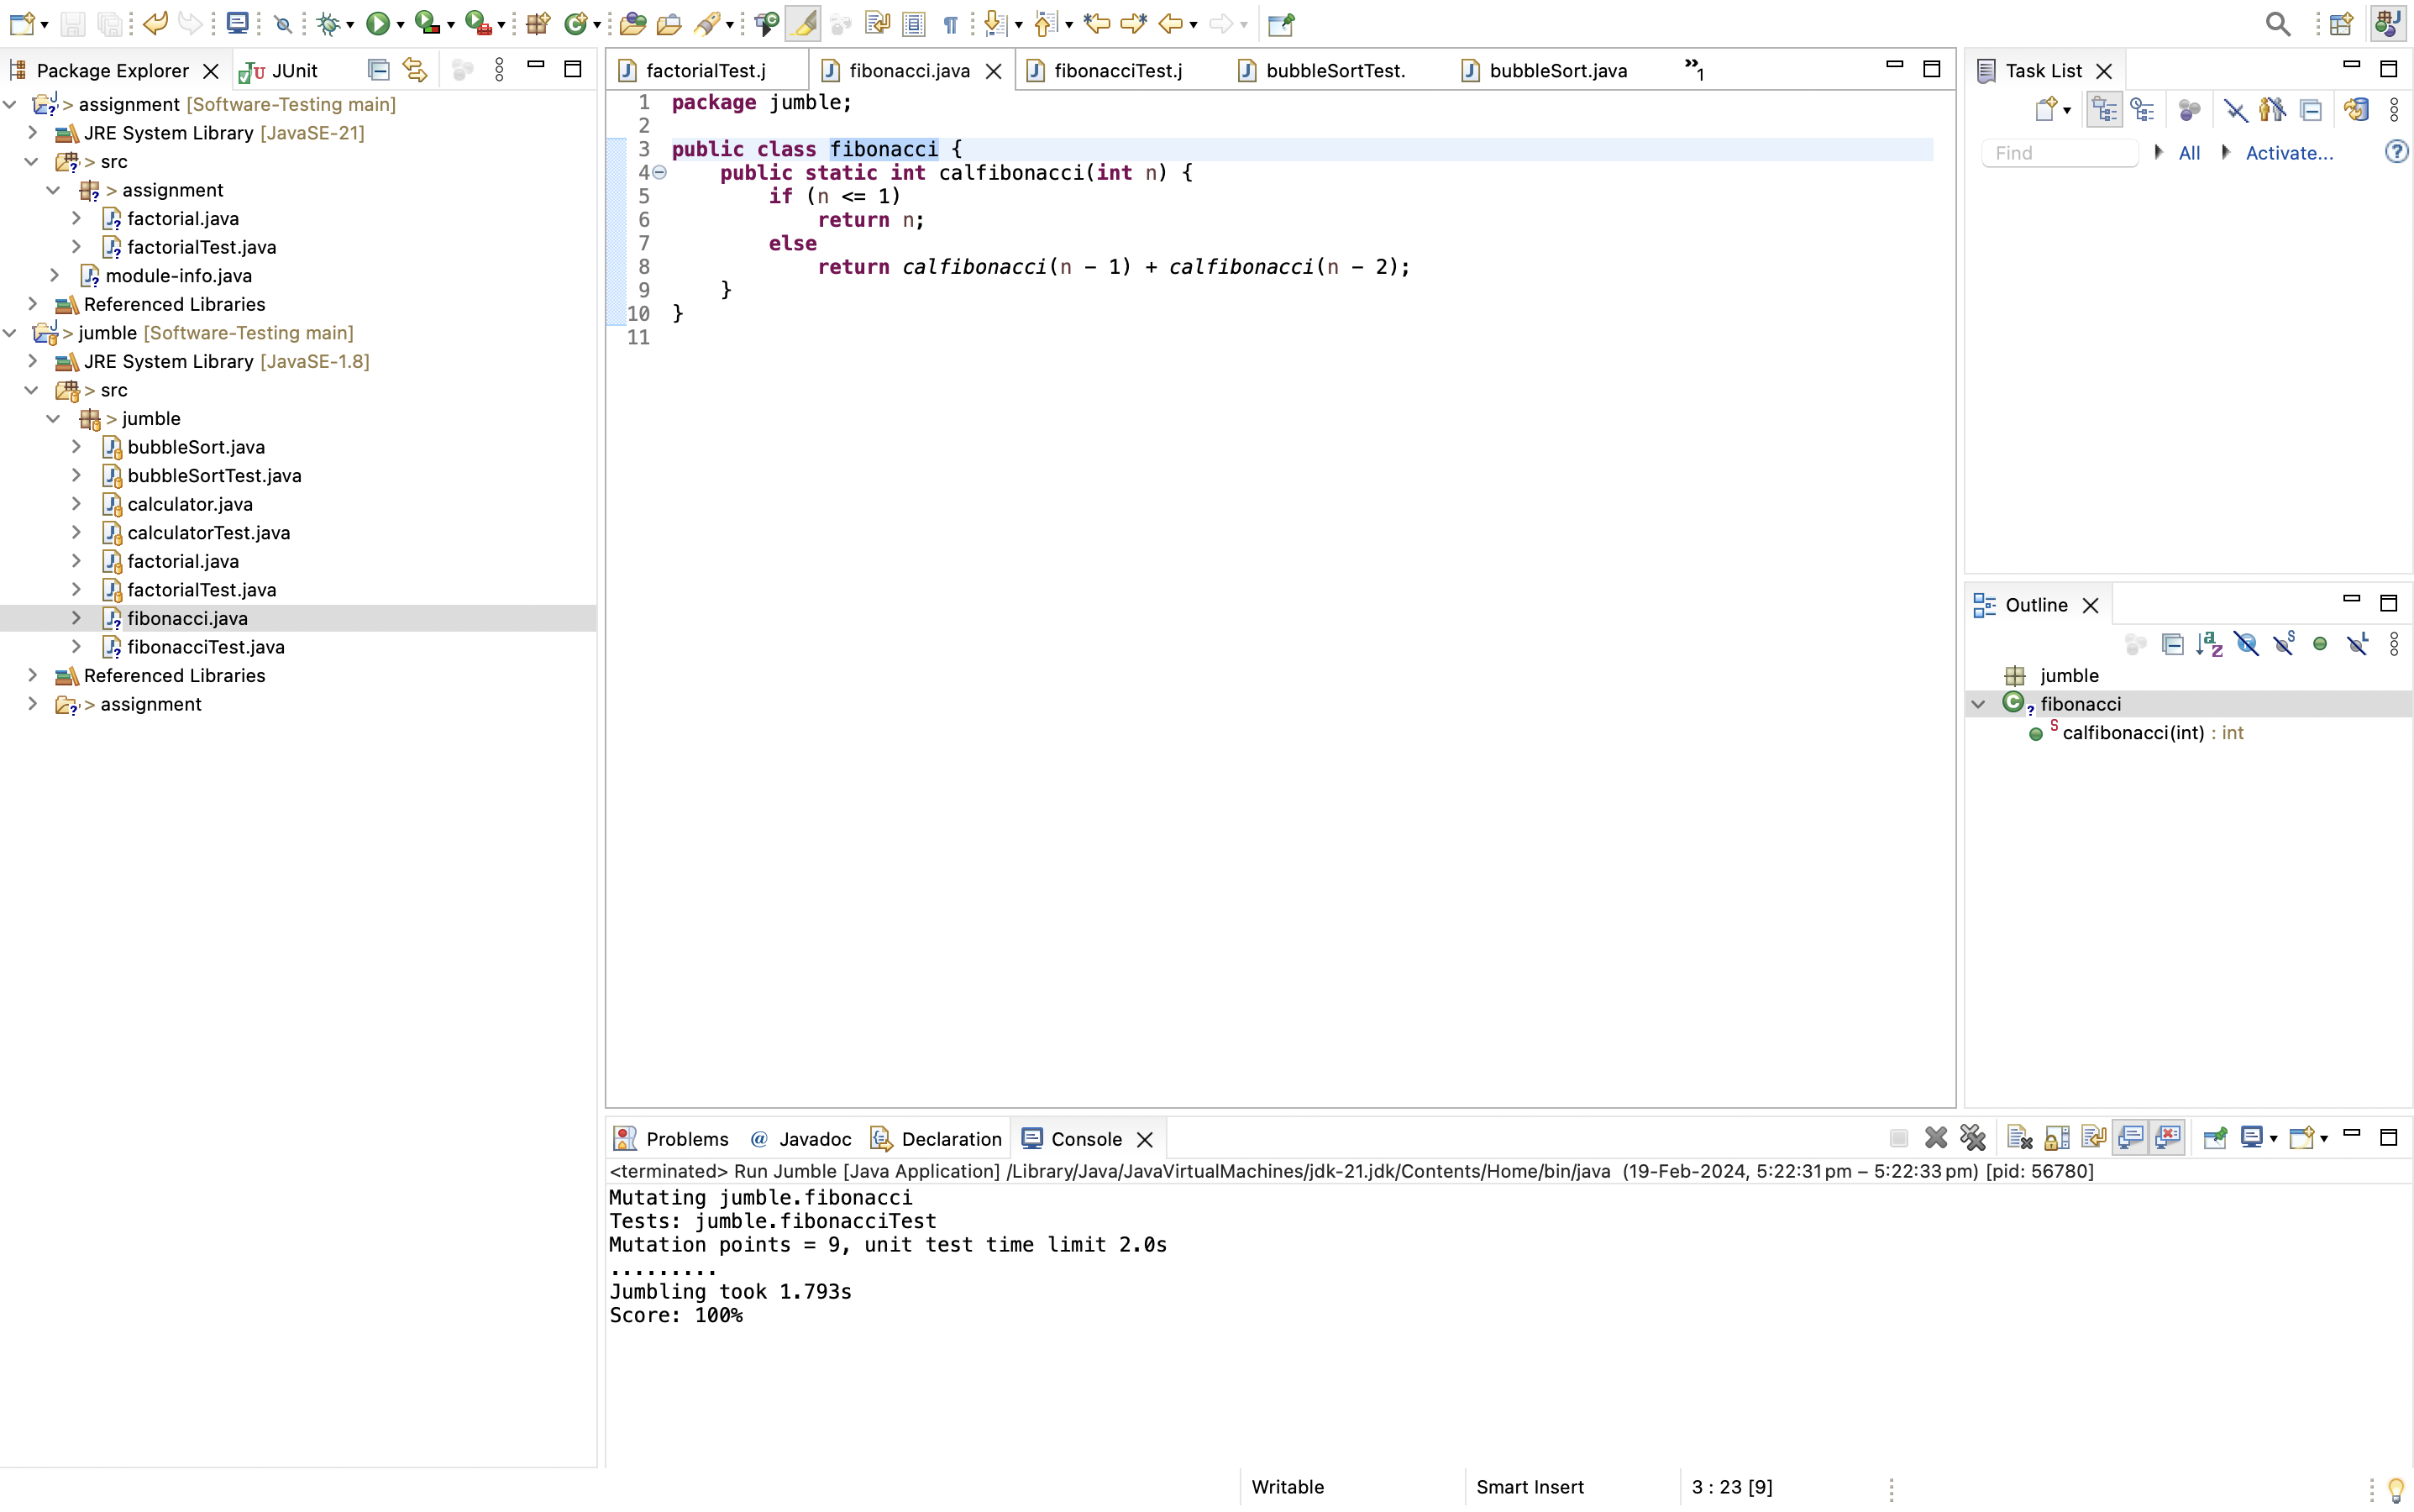 Package Explorer
JUnit
> assignment [Software-Testing main]
JRE System Library [JavaSE-21]
> src
> assignment
factorial.java
factorialTest.java
module-info.java
Referenced Libraries
> jumble [Software-Testing main]
JRE System Library [JavaSE-1.8]
> src
> jumble
bubbleSort.java
bubbleSortTest.java
calculator.java
calculatorTest.java
factorial.java
factorialTest.java
fibonacci.java
fibonacciTest.java
Referenced Libraries
> assignment
factorialTest.j
fibonacci.java
fibonacciTest.j
bubbleSortTest.
bubbleSort.java
»1
1 package jumble;
2
3 public class fibonacci {
4 public static int calfibonacci(int n) {
5 if (n <= 1)
6 return n;
7 else
8 return calfibonacci(n - 1) + calfibonacci(n - 2);
9 }
10 }
11
Task List
Find
All
Activate...
Outline
jumble
fibonacci
calfibonacci(int) : int
Problems
Javadoc
Declaration
Console
<terminated> Run Jumble [Java Application] /Library/Java/JavaVirtualMachines/jdk-21.jdk/Contents/Home/bin/java (19-Feb-2024, 5:22:31 pm – 5:22:33 pm) [pid: 56780]
Mutating jumble.fibonacci
Tests: jumble.fibonacciTest
Mutation points = 9, unit test time limit 2.0s
.........
Jumbling took 1.793s
Score: 100%
Writable
Smart Insert
3 : 23 [9]